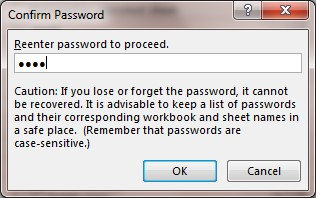 Confirm Password
?
Reenter password to proceed.
••••
Caution: If you lose or forget the password, it cannot
be recovered. It is advisable to keep a list of passwords
and their corresponding workbook and sheet names in
a safe place.  (Remember that passwords are
case-sensitive.)
OK
Cancel